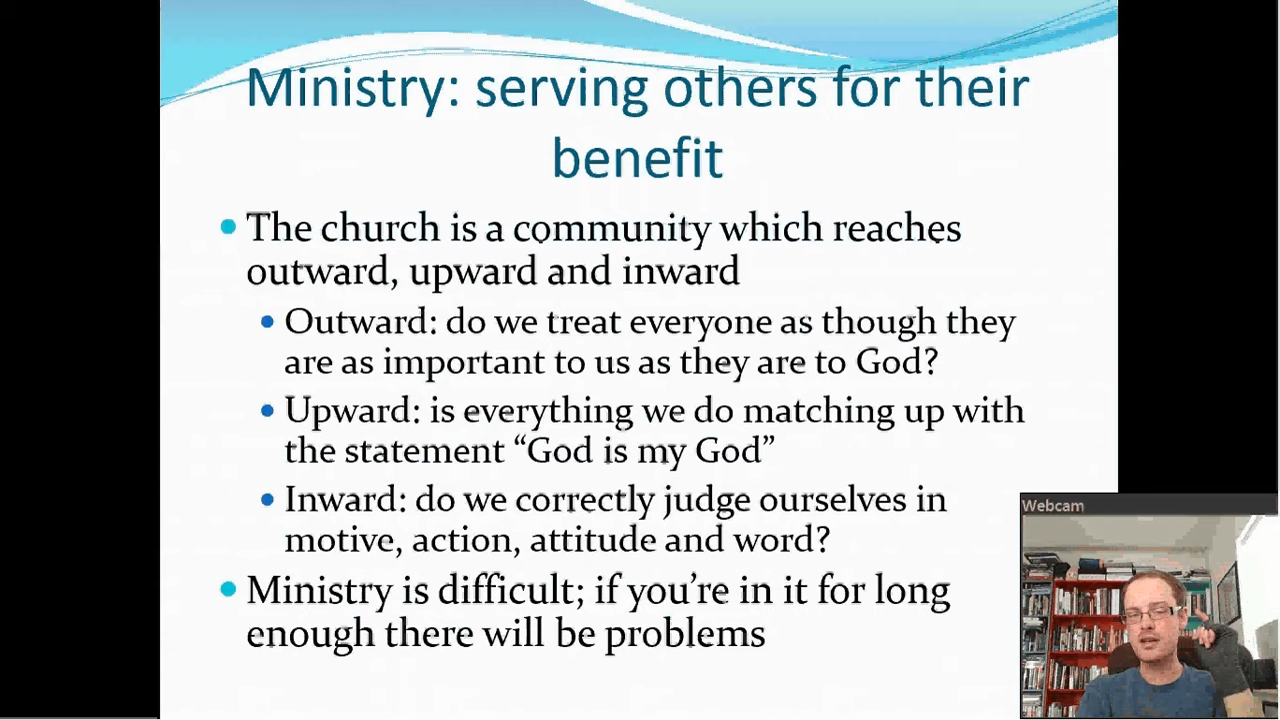 Ministry: serving others for their
benefit
The church is a community which reaches
outward, upward and inward
Outward: do we treat everyone as though they
are as important to us as they are to God?
Upward: is everything we do matching up with
the statement “God is my God”
Inward: do we correctly judge ourselves in
motive, action, attitude and word?
Ministry is difficult; if you’re in it for long
enough there will be problems
Webcam